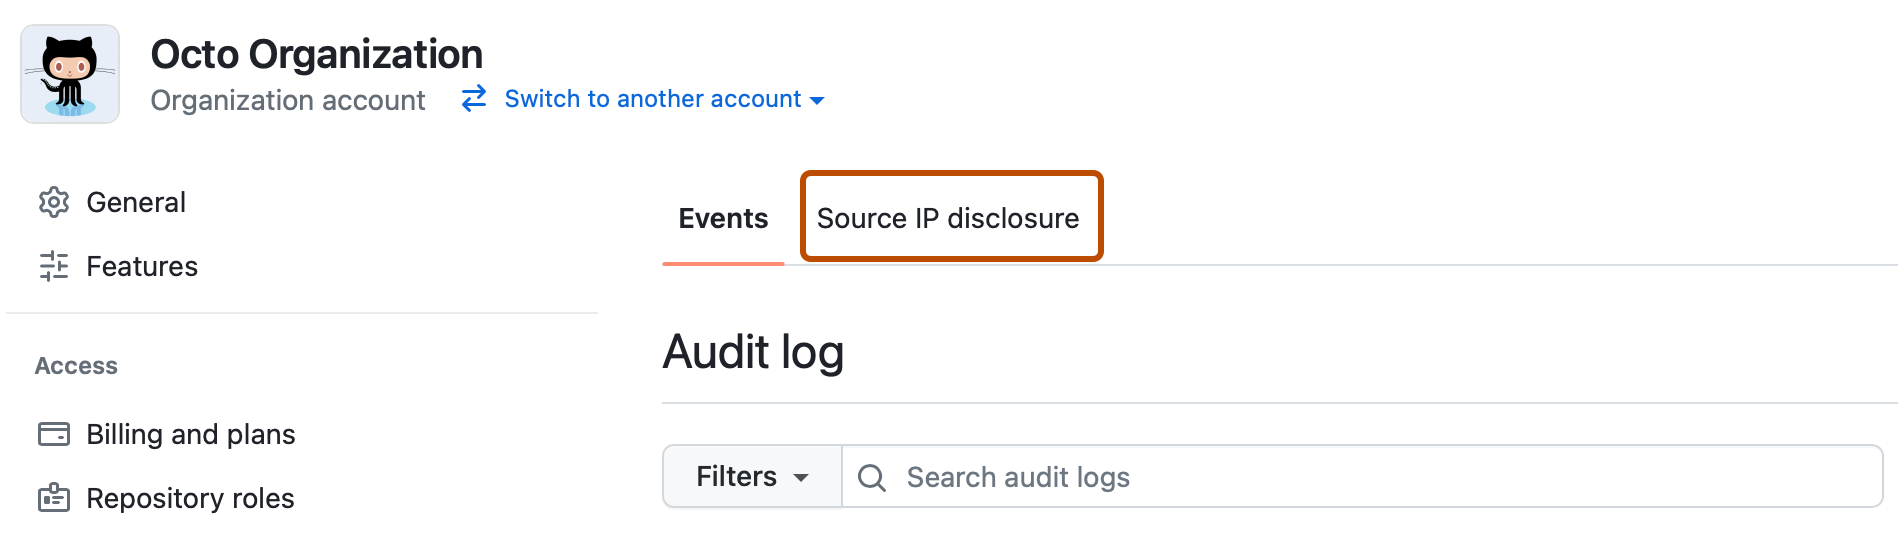 Octo Organization
Organization account
Switch to another account
General
Features
Access
Billing and plans
Repository roles
Events
Source IP disclosure
Audit log
Filters
Search audit logs